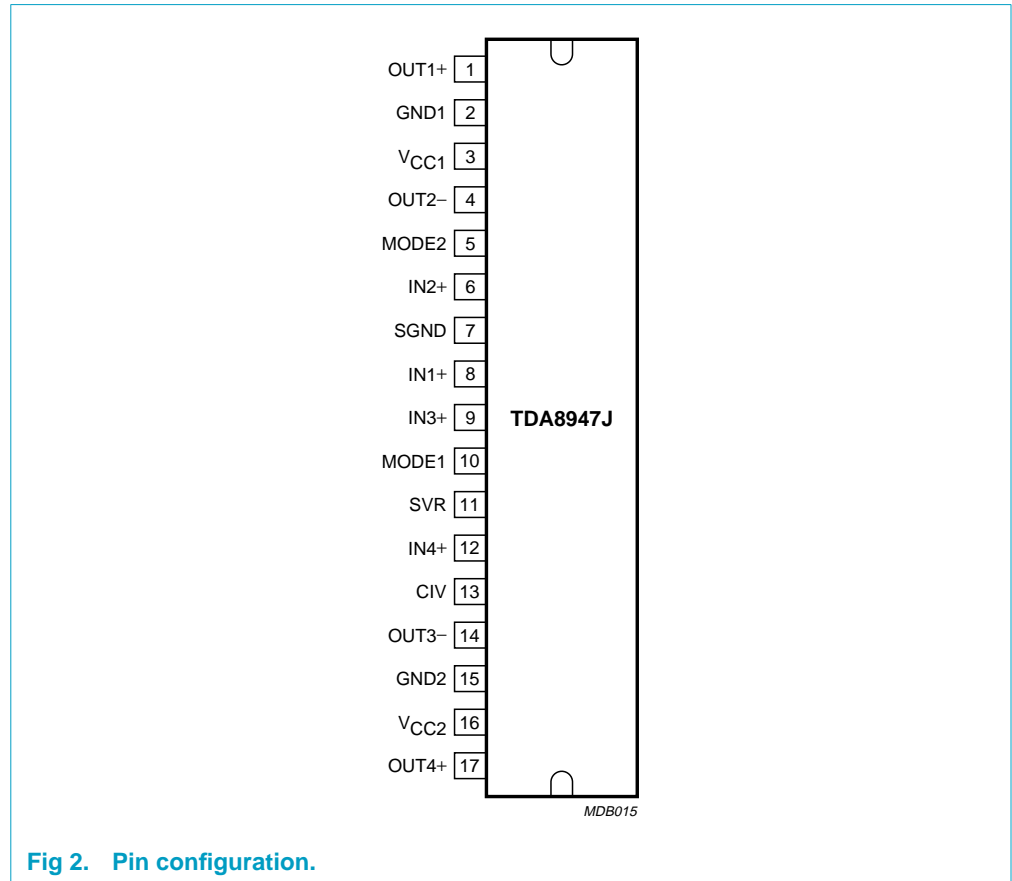 OUT1+ 1
GND1 2
VCC1 3
OUT2− 4
MODE2 5
IN2+ 6
SGND 7
IN1+ 8
IN3+ 9
TDA8947J
MODE1 10
SVR 11
IN4+ 12
CIV 13
OUT3− 14
GND2 15
VCC2 16
OUT4+ 17
MDB015
Fig 2. Pin configuration.